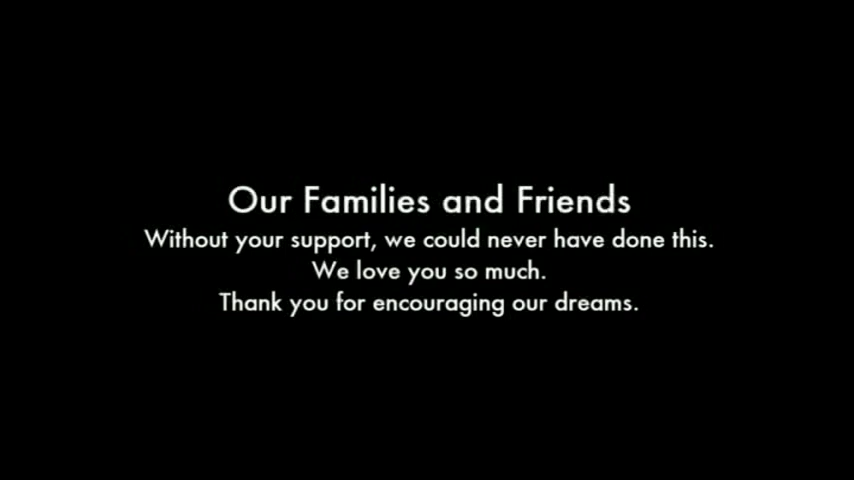 Our Families and Friends
Without your support, we could never have done this.
We love you so much.
Thank you for encouraging our dreams.